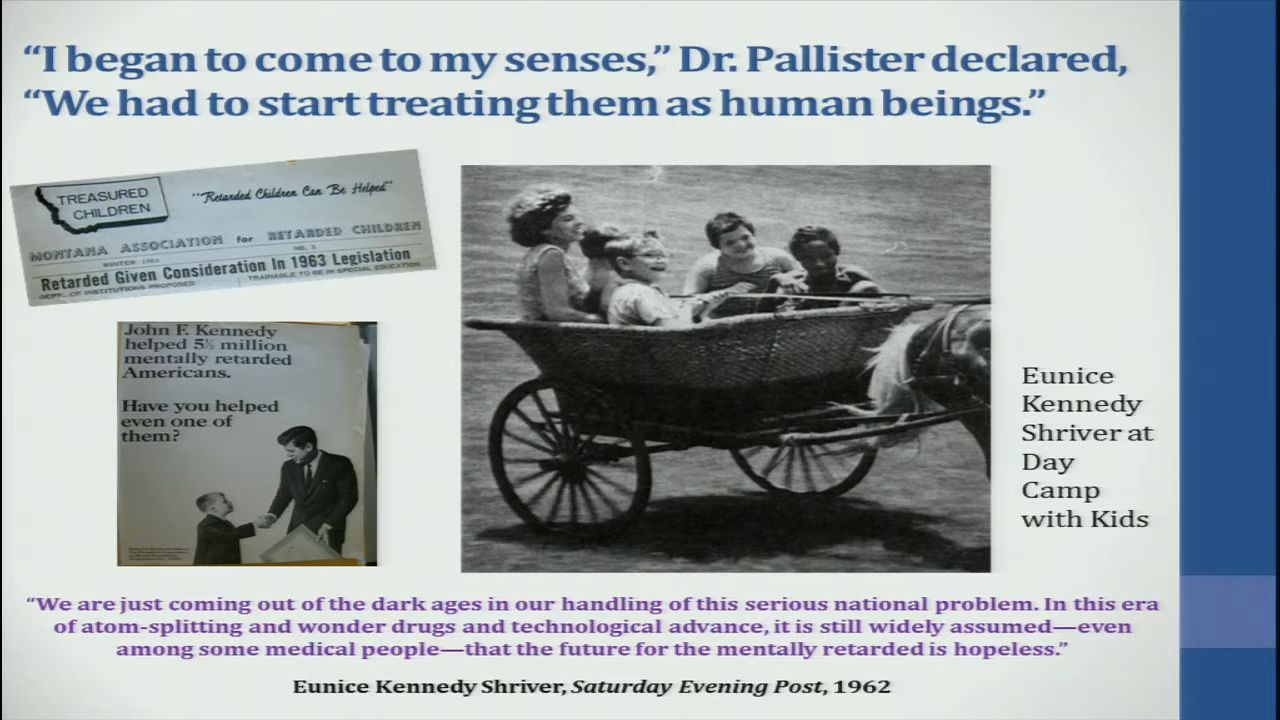 “I began to come to my senses,” Dr. Pallister declared,
“We had to start treating them as human beings.”
TREASURED
CHILDREN
"Retarded Children Can Be Helped"
MONTANA ASSOCIATION for RETARDED CHILDREN
WINTER 1963
NO. 3
Retarded Given Consideration In 1963 Legislation
DEPT. OF INSTITUTIONS PROPOSED
TRAINABLE TO BE IN SPECIAL EDUCATION
John F. Kennedy
helped 5½ million
mentally retarded
Americans.
Have you helped
even one of
them?
Eunice
Kennedy
Shriver at
Day
Camp
with Kids
“We are just coming out of the dark ages in our handling of this serious national problem. In this era
of atom-splitting and wonder drugs and technological advance, it is still widely assumed—even
among some medical people—that the future for the mentally retarded is hopeless.”
Eunice Kennedy Shriver, Saturday Evening Post, 1962